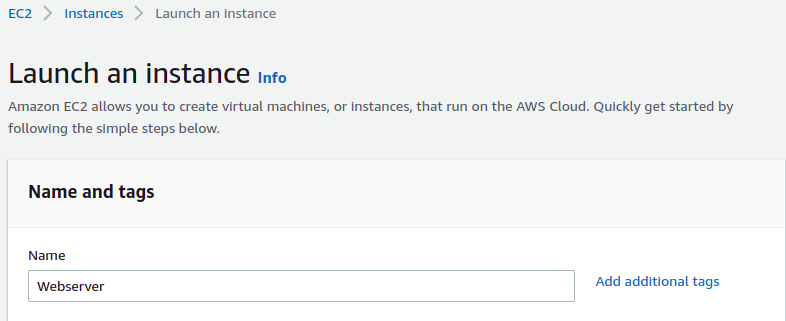 EC2 > Instances > Launch an instance
Launch an instance Info
Amazon EC2 allows you to create virtual machines, or instances, that run on the AWS Cloud. Quickly get started by
following the simple steps below.
Name and tags
Name
Webserver Add additional tags